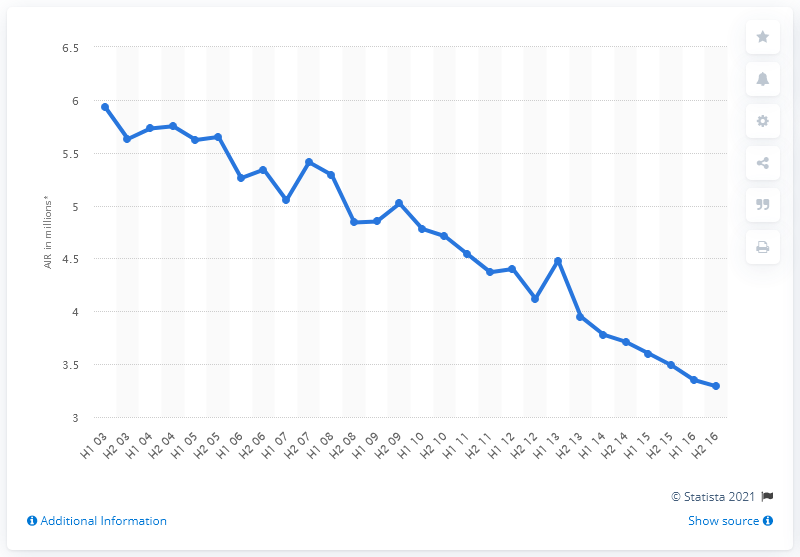 6.5
6
5.5
5
4.5
4
3.5
3
AIR in millions*
H1 03
H2 03
H1 04
H2 04
H1 05
H2 05
H1 06
H2 06
H1 07
H2 07
H1 08
H2 08
H1 09
H2 09
H1 10
H2 10
H1 11
H2 11
H1 12
H2 12
H1 13
H2 13
H1 14
H2 14
H1 15
H2 15
H1 16
H2 16
© Statista 2021
Additional Information
Show source